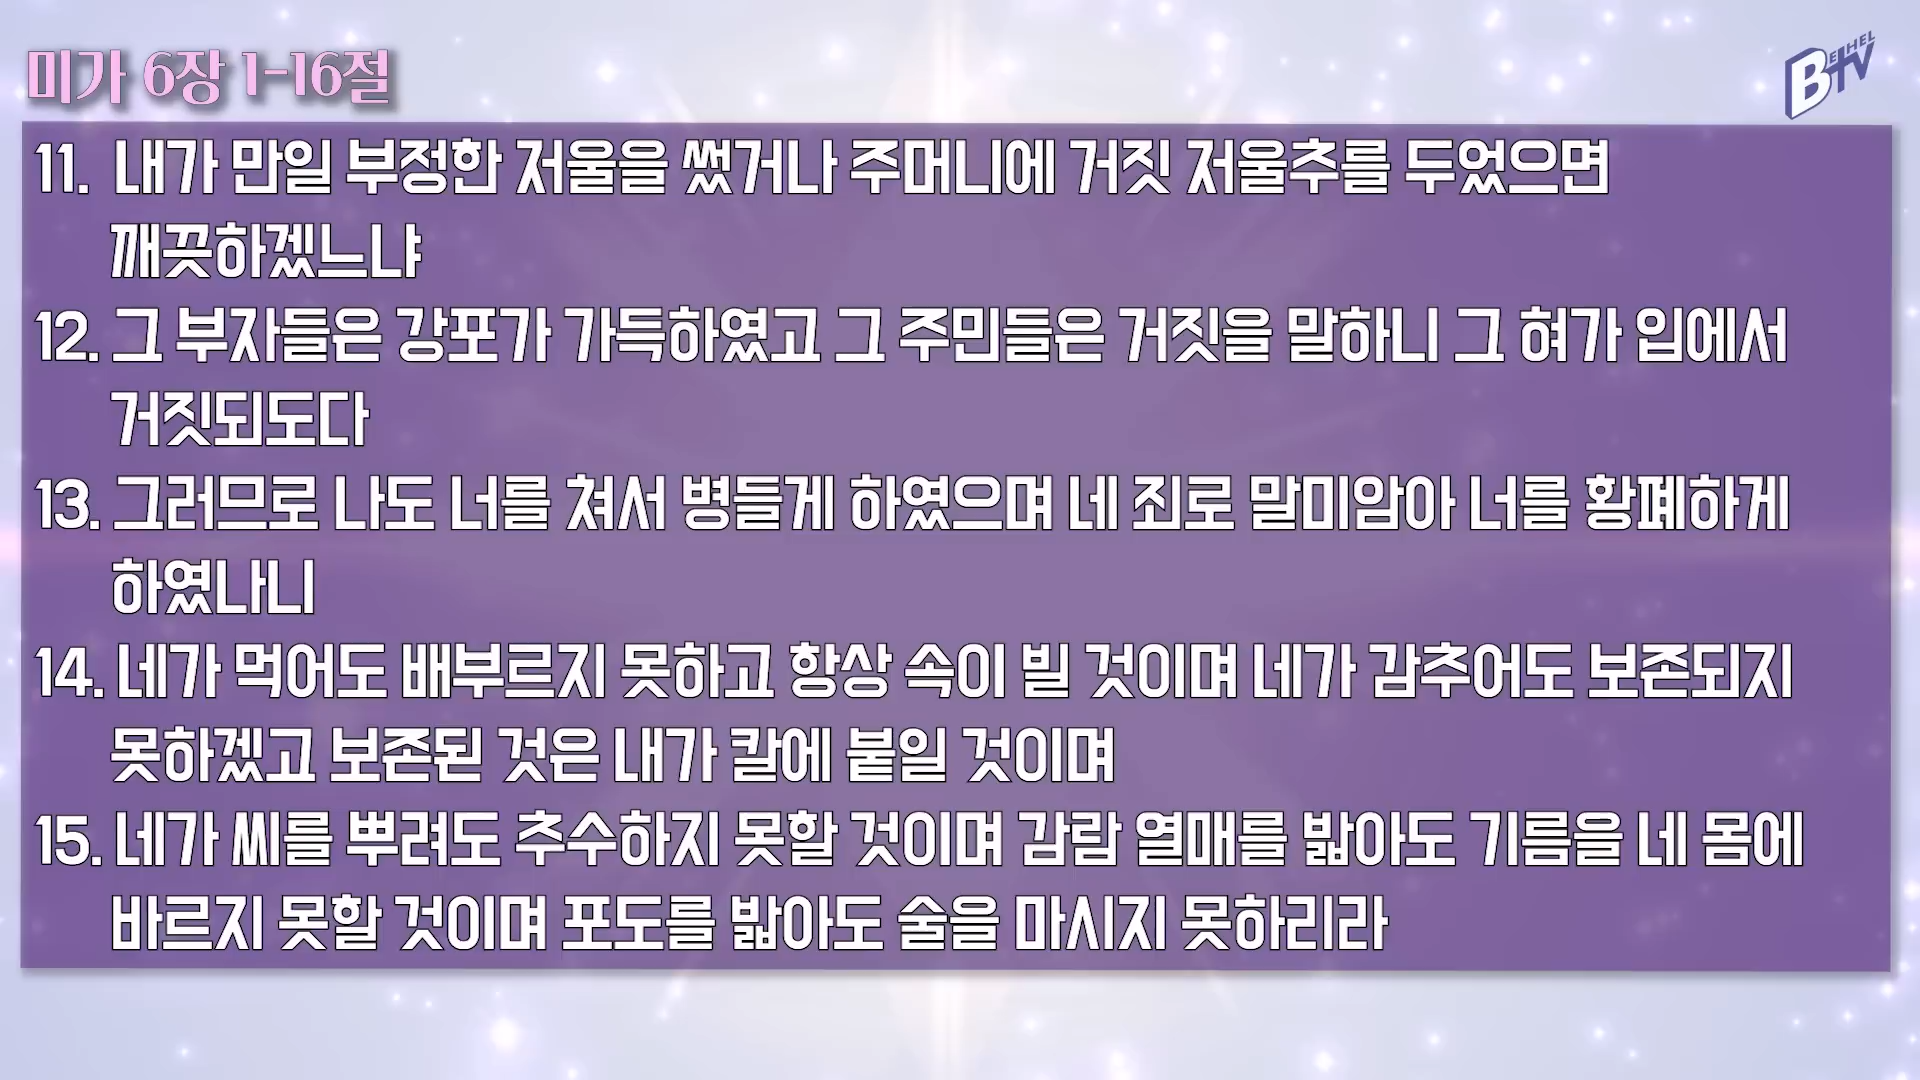 미가 6장 1-16절
BETHEL TV
11. 내가 만일 부정한 저울을 썼거나 주머니에 거짓 저울추를 두었으면
깨끗하겠느냐
12. 그 부자들은 강포가 가득하였고 그 주민들은 거짓을 말하니 그 혀가 입에서
거짓되도다
13. 그러므로 나도 너를 쳐서 병들게 하였으며 네 죄로 말미암아 너를 황폐하게
하였나니
14. 네가 먹어도 배부르지 못하고 항상 속이 빌 것이며 네가 감추어도 보존되지
못하겠고 보존된 것은 내가 칼에 붙일 것이며
15. 네가 씨를 뿌려도 추수하지 못할 것이며 감람 열매를 밟아도 기름을 네 몸에
바르지 못할 것이며 포도를 밟아도 술을 마시지 못하리라